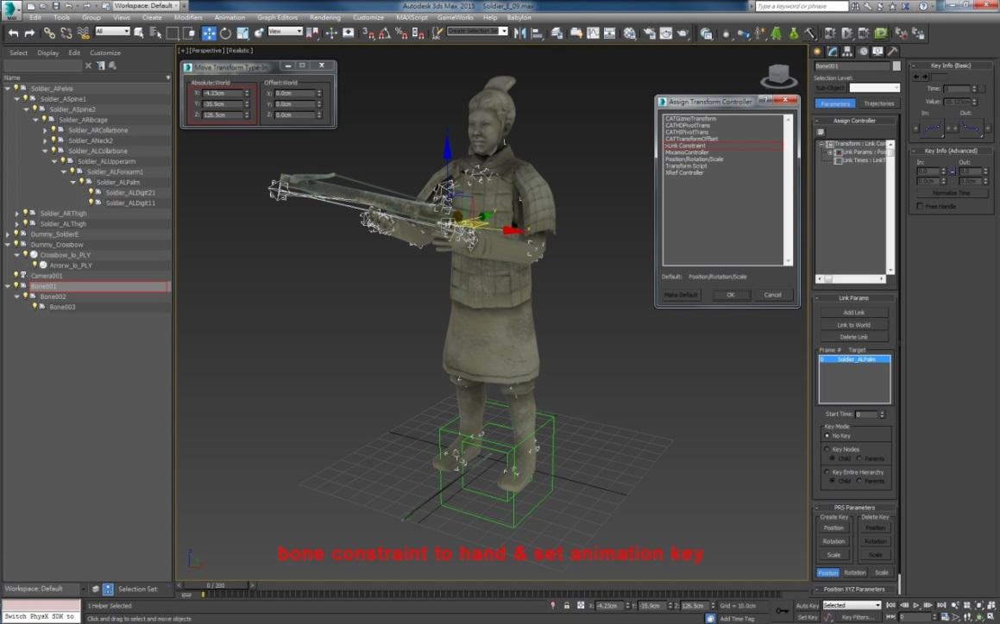 Workspace: Default
Autodesk 3ds Max 2015 Soldier_E_09.max
Type a keyword or phrase
MAX
Edit Tools Group Views Create Modifiers Animation Graph Editors Rendering Customize MAXScript GameWorks Help Babylon
All View Create Selection Se
Select Display Edit Customize
Name
Soldier_APelvis
Soldier_ASpine1
Soldier_ASpine2
Soldier_ARibcage
Soldier_ARCollarbone
Soldier_ANeck2
Soldier_ALCollarbone
Soldier_ALUpperarm
Soldier_ALForearm1
Soldier_ALPalm
Soldier_ALDigit21
Soldier_ALDigit11
Soldier_ARThigh
Soldier_ALThigh
Dummy_SoldierE
Dummy_Crossbow
Crossbow_lo_PLY
Arrorw_lo_PLY
Camera001
Bone001
Bone002
Bone003
[+] [Perspective] [Realistic]
Move Transform Type-In
Absolute:World Offset:World
X: -4.23cm X: 0.0cm
Y: -35.9cm Y: 0.0cm
Z: 126.5cm Z: 0.0cm
Assign Transform Controller
CATGizmoTransform
CATHDPivotTrans
CATHIPivotTrans
CATTransformOffset
>Link Constraint
MixamoController
Position/Rotation/Scale
Transform Script
XRef Controller
Default: Position/Rotation/Scale
Make Default OK Cancel
bone constraint to hand & set animation key
Bone001
Selection Level:
Sub-Object
Parameters Trajectories
Assign Controller
Transform : Link Con
Link Params : Pos
Link Times : LinkT
Link Params
Add Link
Link to World
Delete Link
Frame # Target
0 Soldier_ALPalm
Start Time: 0
Key Mode
No Key
Key Nodes
Child Parents
Key Entire Hierarchy
Child Parents
PRS Parameters
Create Key Delete Key
Position Position
Rotation Rotation
Scale Scale
Position Rotation Scale
Position XYZ Parameters
Key Info (Basic)
Time: 0
Value:
In: Out:
Key Info (Advanced)
In: Out:
0.0 0.0
0.0cm 0.0cm
Normalize Time
Free Handle
Workspace: Default Selection Set:
0 / 200
Switch PhysX SDK to
1 Helper Selected
Click and drag to select and move objects
X: -4.23cm Y: -35.9cm Z: 126.5cm Grid = 10.0cm
Add Time Tag
Auto Key Selected
Set Key Key Filters...
0